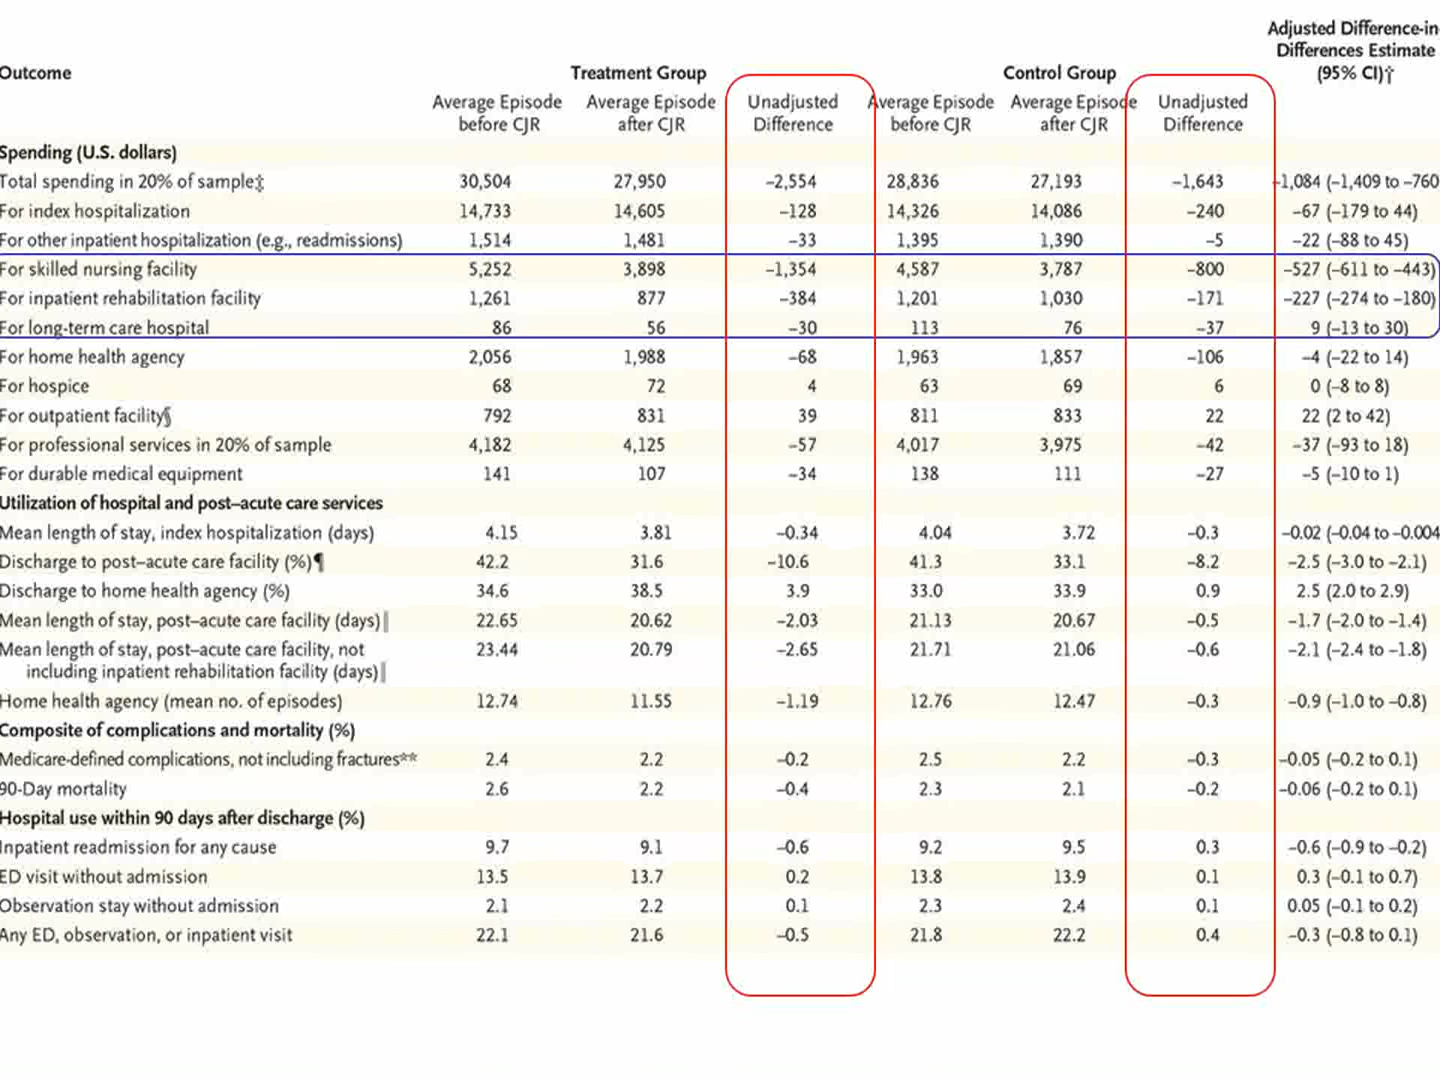 Adjusted Difference-in
Differences Estimate
Outcome Treatment Group Control Group (95% CI)†
Average Episode before CJR Average Episode after CJR Unadjusted Difference Average Episode before CJR Average Episode after CJR Unadjusted Difference
Spending (U.S. dollars)
Total spending in 20% of sample‡ 30,504 27,950 –2,554 28,836 27,193 –1,643 –1,084 (–1,409 to –760
For index hospitalization 14,733 14,605 –128 14,326 14,086 –240 –67 (–179 to 44)
For other inpatient hospitalization (e.g., readmissions) 1,514 1,481 –33 1,395 1,390 –5 –22 (–88 to 45)
For skilled nursing facility 5,252 3,898 –1,354 4,587 3,787 –800 –527 (–611 to –443)
For inpatient rehabilitation facility 1,261 877 –384 1,201 1,030 –171 –227 (–274 to –180)
For long-term care hospital 86 56 –30 113 76 –37 9 (–13 to 30)
For home health agency 2,056 1,988 –68 1,963 1,857 –106 –4 (–22 to 14)
For hospice 68 72 4 63 69 6 0 (–8 to 8)
For outpatient facility§ 792 831 39 811 833 22 22 (2 to 42)
For professional services in 20% of sample 4,182 4,125 –57 4,017 3,975 –42 –37 (–93 to 18)
For durable medical equipment 141 107 –34 138 111 –27 –5 (–10 to 1)
Utilization of hospital and post–acute care services
Mean length of stay, index hospitalization (days) 4.15 3.81 –0.34 4.04 3.72 –0.3 –0.02 (–0.04 to –0.004
Discharge to post–acute care facility (%)¶ 42.2 31.6 –10.6 41.3 33.1 –8.2 –2.5 (–3.0 to –2.1)
Discharge to home health agency (%) 34.6 38.5 3.9 33.0 33.9 0.9 2.5 (2.0 to 2.9)
Mean length of stay, post–acute care facility (days)‖ 22.65 20.62 –2.03 21.13 20.67 –0.5 –1.7 (–2.0 to –1.4)
Mean length of stay, post–acute care facility, not 23.44 20.79 –2.65 21.71 21.06 –0.6 –2.1 (–2.4 to –1.8)
including inpatient rehabilitation facility (days)‖
Home health agency (mean no. of episodes) 12.74 11.55 –1.19 12.76 12.47 –0.3 –0.9 (–1.0 to –0.8)
Composite of complications and mortality (%)
Medicare-defined complications, not including fractures** 2.4 2.2 –0.2 2.5 2.2 –0.3 –0.05 (–0.2 to 0.1)
90-Day mortality 2.6 2.2 –0.4 2.3 2.1 –0.2 –0.06 (–0.2 to 0.1)
Hospital use within 90 days after discharge (%)
Inpatient readmission for any cause 9.7 9.1 –0.6 9.2 9.5 0.3 –0.6 (–0.9 to –0.2)
ED visit without admission 13.5 13.7 0.2 13.8 13.9 0.1 0.3 (–0.1 to 0.7)
Observation stay without admission 2.1 2.2 0.1 2.3 2.4 0.1 0.05 (–0.1 to 0.2)
Any ED, observation, or inpatient visit 22.1 21.6 –0.5 21.8 22.2 0.4 –0.3 (–0.8 to 0.1)